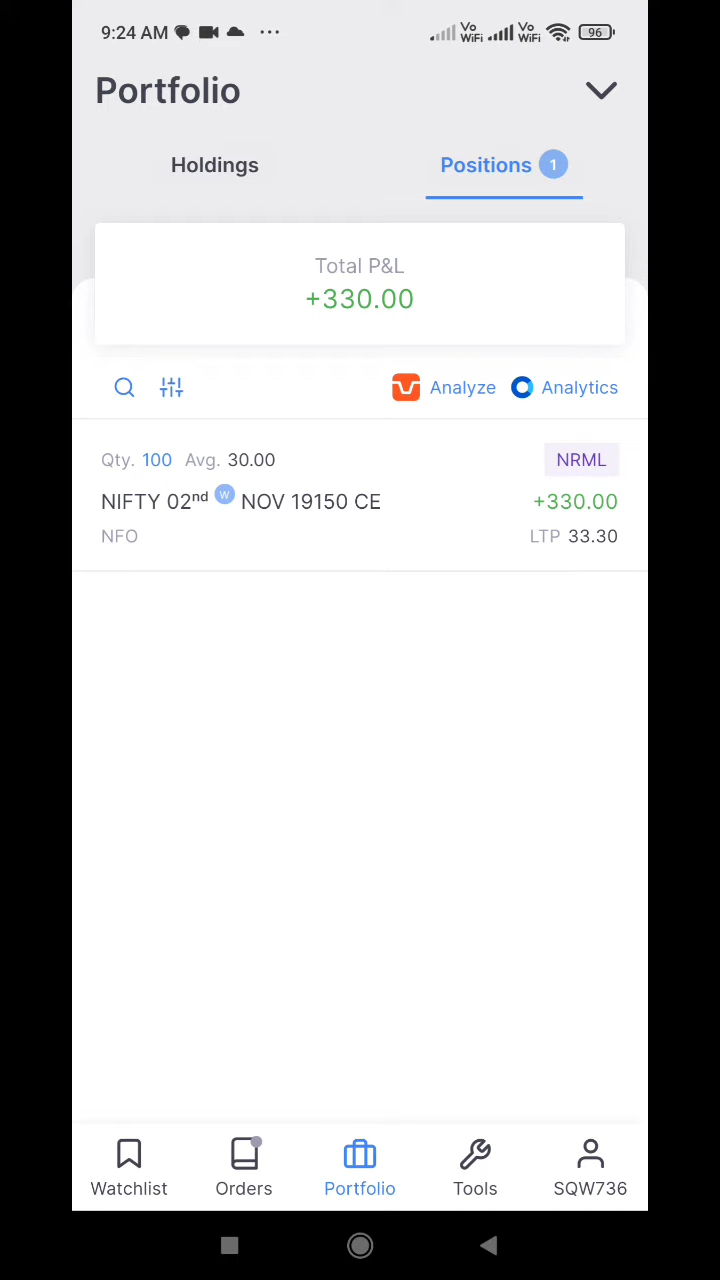 9:24 AM ... Vo WiFi Vo WiFi 96
Portfolio
Holdings Positions 1
Total P&L
+330.00
Analyze Analytics
Qty. 100 Avg. 30.00 NRML
NIFTY 02nd W NOV 19150 CE +330.00
NFO LTP 33.30
Watchlist Orders Portfolio Tools SQW736